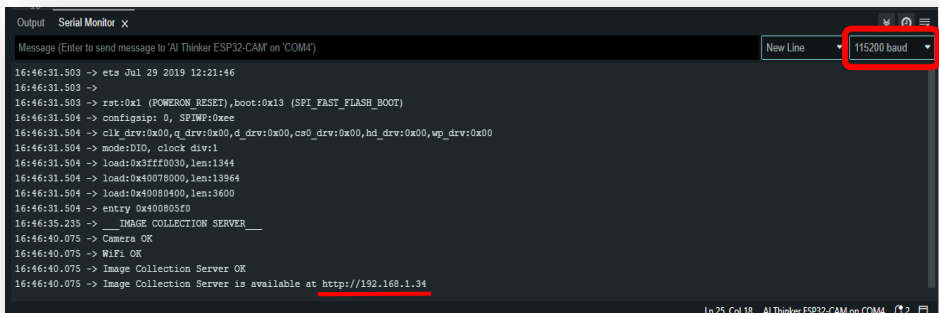 Output Serial Monitor X
Message (Enter to send message to 'AI Thinker ESP32-CAM' on 'COM4') New Line 115200 baud
16:46:31.503 -> ets Jul 29 2019 12:21:46
16:46:31.503 ->
16:46:31.503 -> rst:0x1 (POWERON_RESET),boot:0x13 (SPI_FAST_FLASH_BOOT)
16:46:31.504 -> configsip: 0, SPIWP:0xee
16:46:31.504 -> clk_drv:0x00,q_drv:0x00,d_drv:0x00,cs0_drv:0x00,hd_drv:0x00,wp_drv:0x00
16:46:31.504 -> mode:DIO, clock div:1
16:46:31.504 -> load:0x3fff0030,len:1344
16:46:31.504 -> load:0x40078000,len:13964
16:46:31.504 -> load:0x40080400,len:3600
16:46:31.504 -> entry 0x400805f0
16:46:35.235 -> ___IMAGE COLLECTION SERVER___
16:46:40.075 -> Camera OK
16:46:40.075 -> WiFi OK
16:46:40.075 -> Image Collection Server OK
16:46:40.075 -> Image Collection Server is available at http://192.168.1.34
Ln 25, Col 18 AI Thinker ESP32-CAM on COM4 2